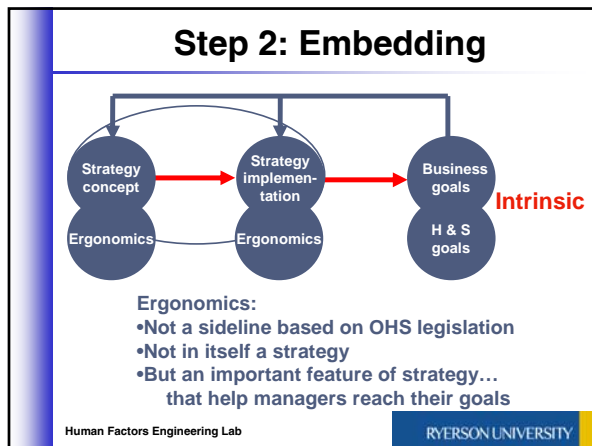 Step 2: Embedding
Strategy
concept
Strategy
implemen-
tation
Business
goals
Intrinsic
Ergonomics
Ergonomics
H & S
goals
Ergonomics:
•Not a sideline based on OHS legislation
•Not in itself a strategy
•But an important feature of strategy…
that help managers reach their goals
Human Factors Engineering Lab
RYERSON UNIVERSITY